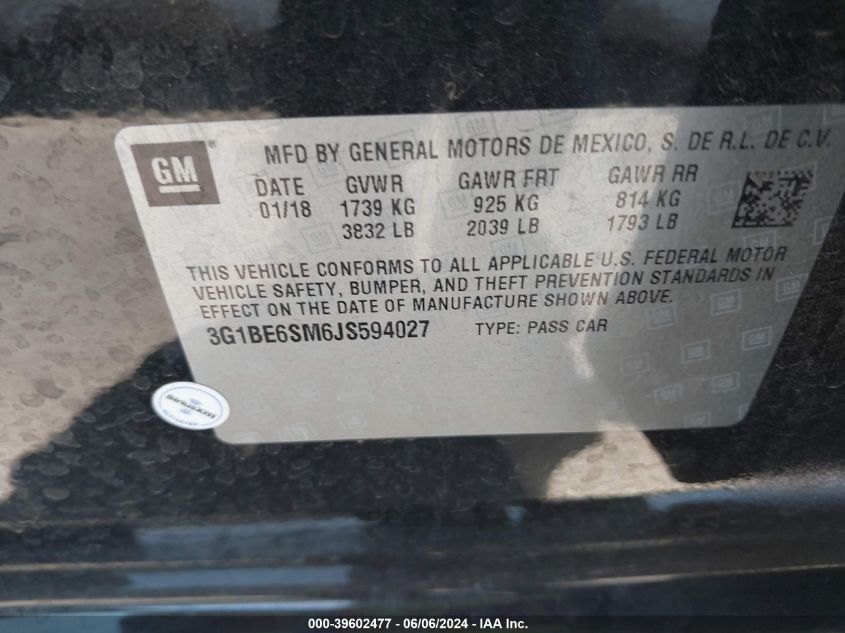 GM ®
MFD BY GENERAL MOTORS DE MEXICO, S. DE R.L. DE C.V.
DATE GVWR GAWR FRT GAWR RR
01/18 1739 KG 925 KG 814 KG
3832 LB 2039 LB 1793 LB
THIS VEHICLE CONFORMS TO ALL APPLICABLE U.S. FEDERAL MOTOR
VEHICLE SAFETY, BUMPER, AND THEFT PREVENTION STANDARDS IN
EFFECT ON THE DATE OF MANUFACTURE SHOWN ABOVE.
3G1BE6SM6JS594027 TYPE: PASS CAR
siriusxm
000-39602477 - 06/06/2024 - IAA Inc.